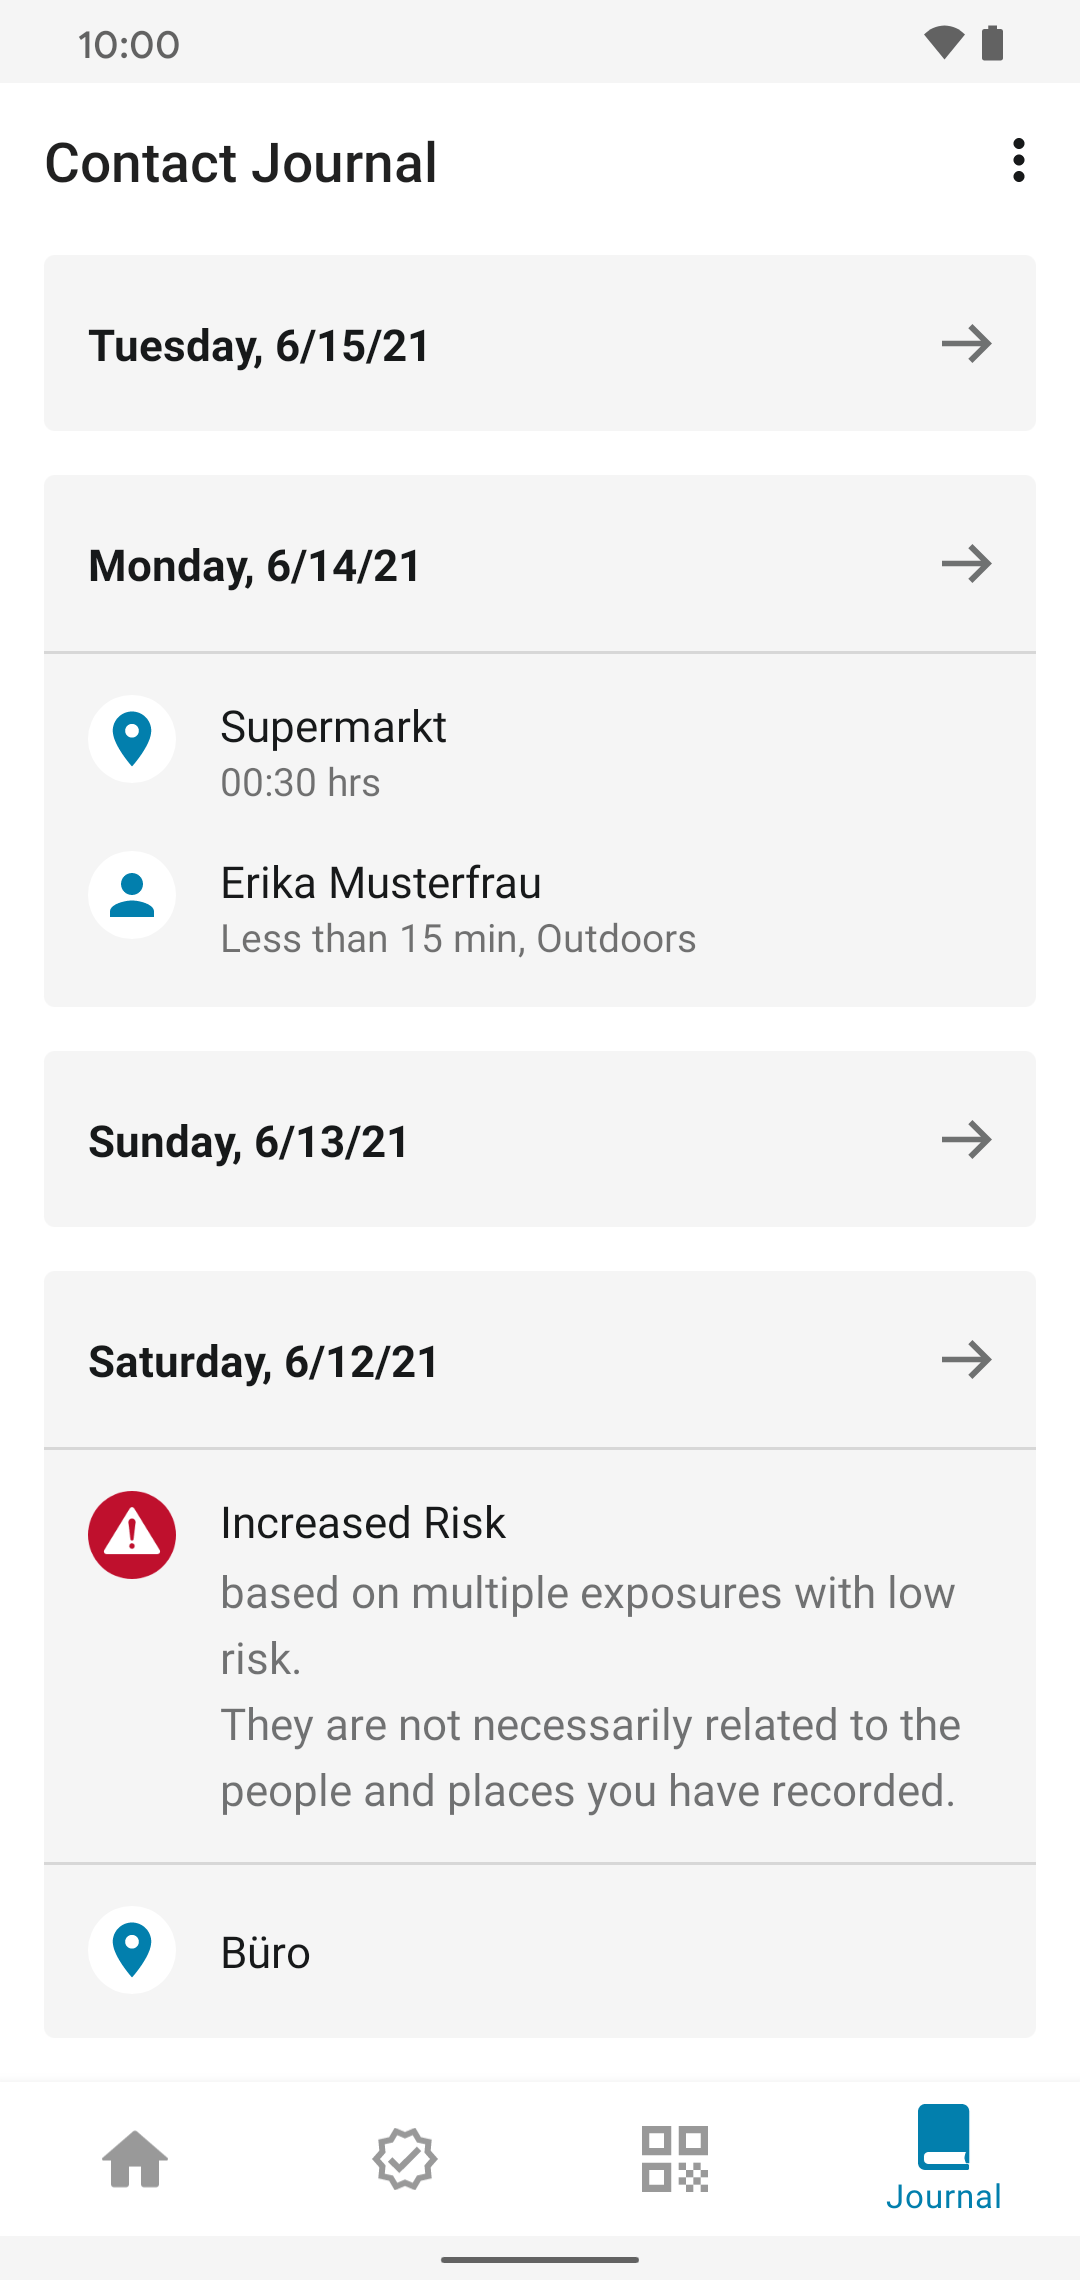 10:00
Contact Journal
Tuesday, 6/15/21
Monday, 6/14/21
Supermarkt
00:30 hrs
Erika Musterfrau
Less than 15 min, Outdoors
Sunday, 6/13/21
Saturday, 6/12/21
Increased Risk
based on multiple exposures with low
risk.
They are not necessarily related to the
people and places you have recorded.
Büro
Journal